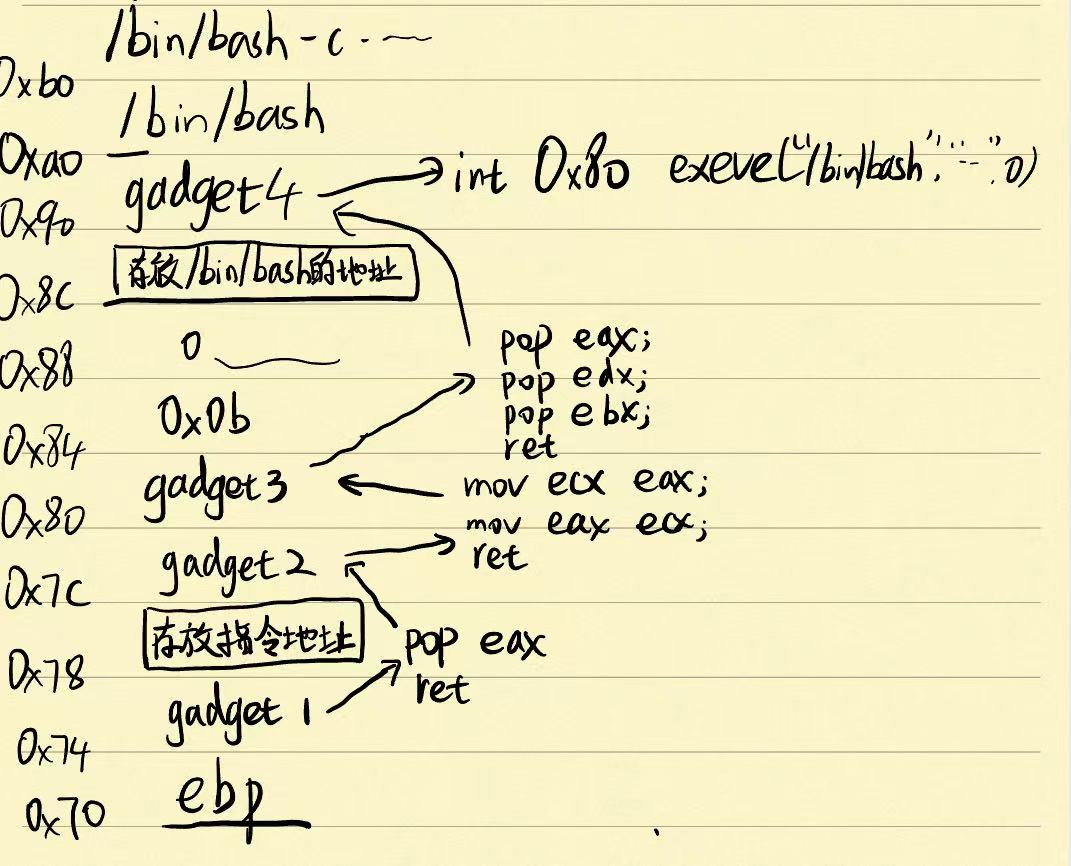 /bin/bash -c
0xb0
/bin/bash
0xa0
gadget4
int 0x80 exeve("/bin/bash", "…", 0)
0x90
存放/bin/bash的地址
0x8C
0
0x88
pop eax;
pop edx;
pop ebx;
ret
0x0b
0x84
gadget3
mov ecx eax;
mov eax ecx;
ret
0x80
gadget2
0x7C
存放指令地址
pop eax
ret
0x78
gadget 1
0x74
ebp
0x70